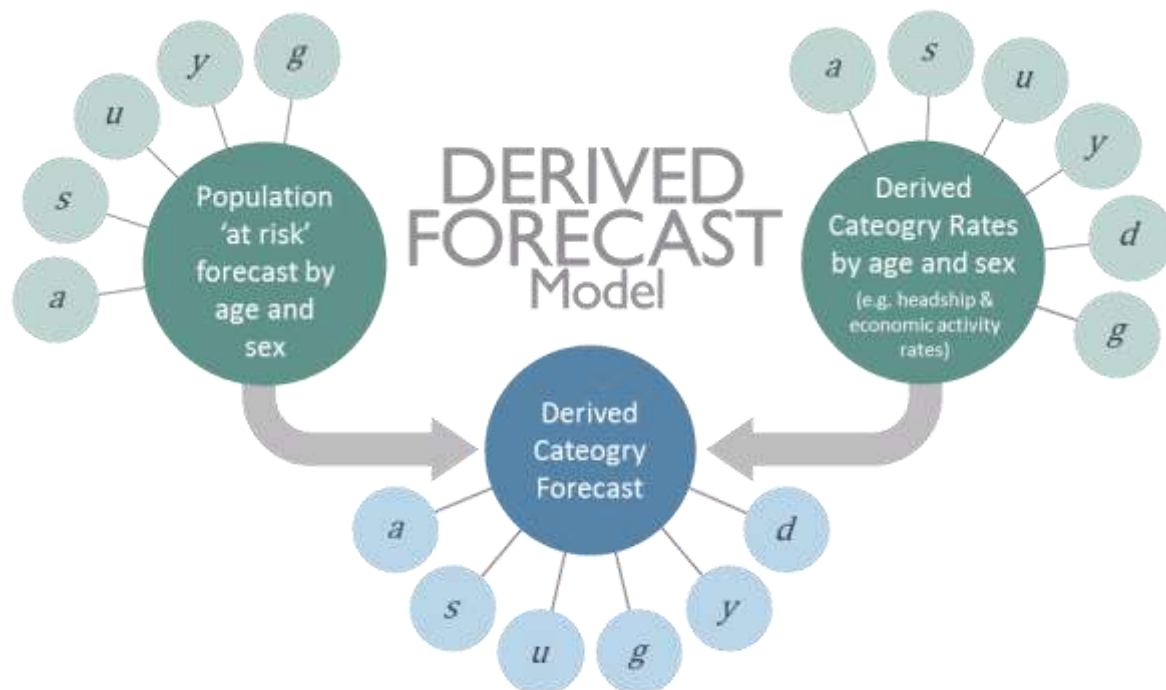 DERIVED
FORECAST
Model
a
s
u
y
g
Population
‘at risk’
forecast by
age and
sex
a
s
u
y
d
g
Derived
Cateogry Rates
by age and sex
(e.g. headship &
economic activity
rates)
Derived
Cateogry
Forecast
a
s
u
g
y
d